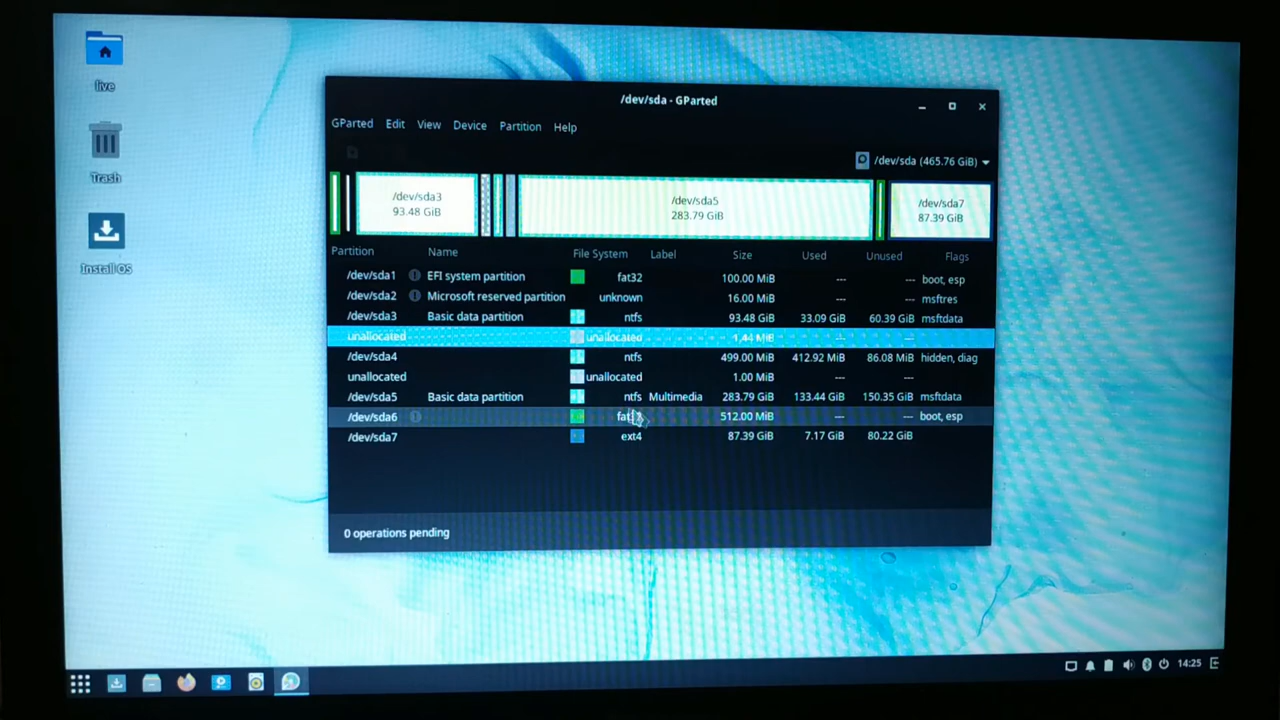 live
Trash
Install OS
/dev/sda - GParted
GParted Edit View Device Partition Help
/dev/sda (465.76 GiB)
/dev/sda3
93.48 GiB
/dev/sda5
283.79 GiB
/dev/sda7
87.39 GiB
Partition Name File System Label Size Used Unused Flags
/dev/sda1 EFI system partition fat32 100.00 MiB --- --- boot, esp
/dev/sda2 Microsoft reserved partition unknown 16.00 MiB --- --- msftres
/dev/sda3 Basic data partition ntfs 93.48 GiB 33.09 GiB 60.39 GiB msftdata
unallocated unallocated 1.44 MiB --- ---
/dev/sda4 ntfs 499.00 MiB 412.92 MiB 86.08 MiB hidden, diag
unallocated unallocated 1.00 MiB --- ---
/dev/sda5 Basic data partition ntfs Multimedia 283.79 GiB 133.44 GiB 150.35 GiB msftdata
/dev/sda6 512.00 MiB --- --- boot, esp
/dev/sda7 ext4 87.39 GiB 7.17 GiB 80.22 GiB
0 operations pending
14:25